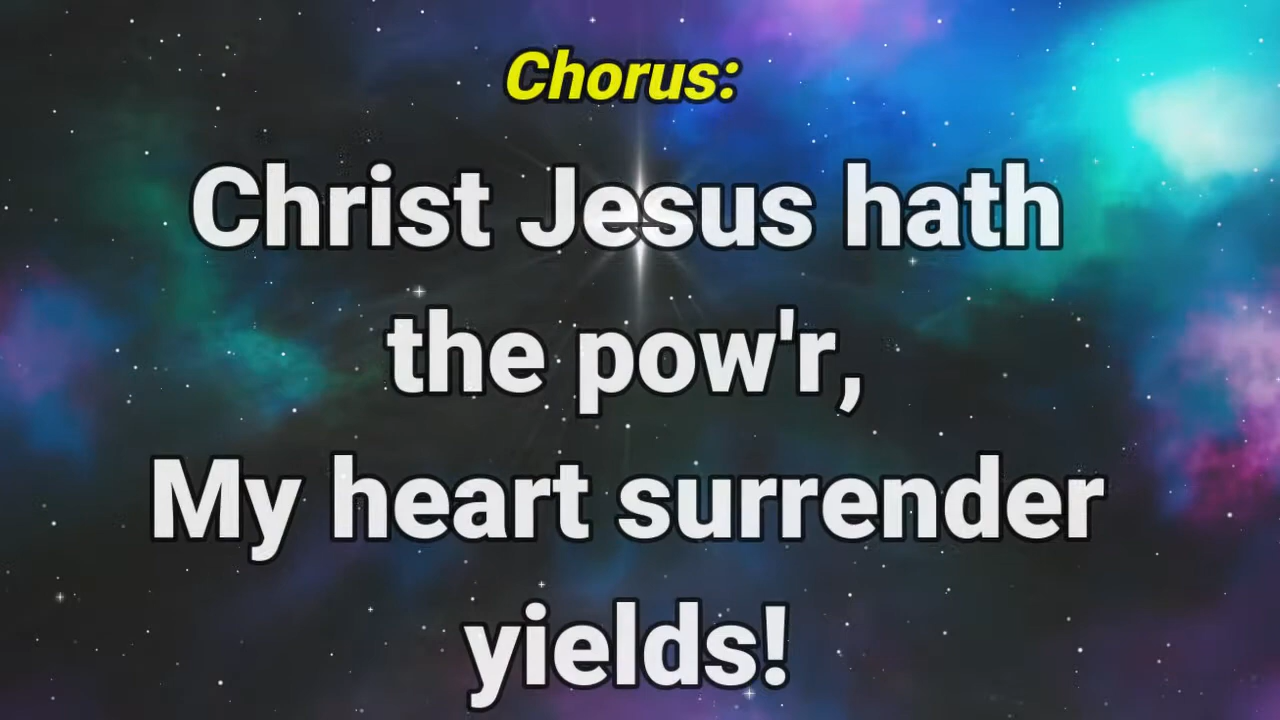 Chorus:
Christ Jesus hath
the pow'r,
My heart surrender
yields!